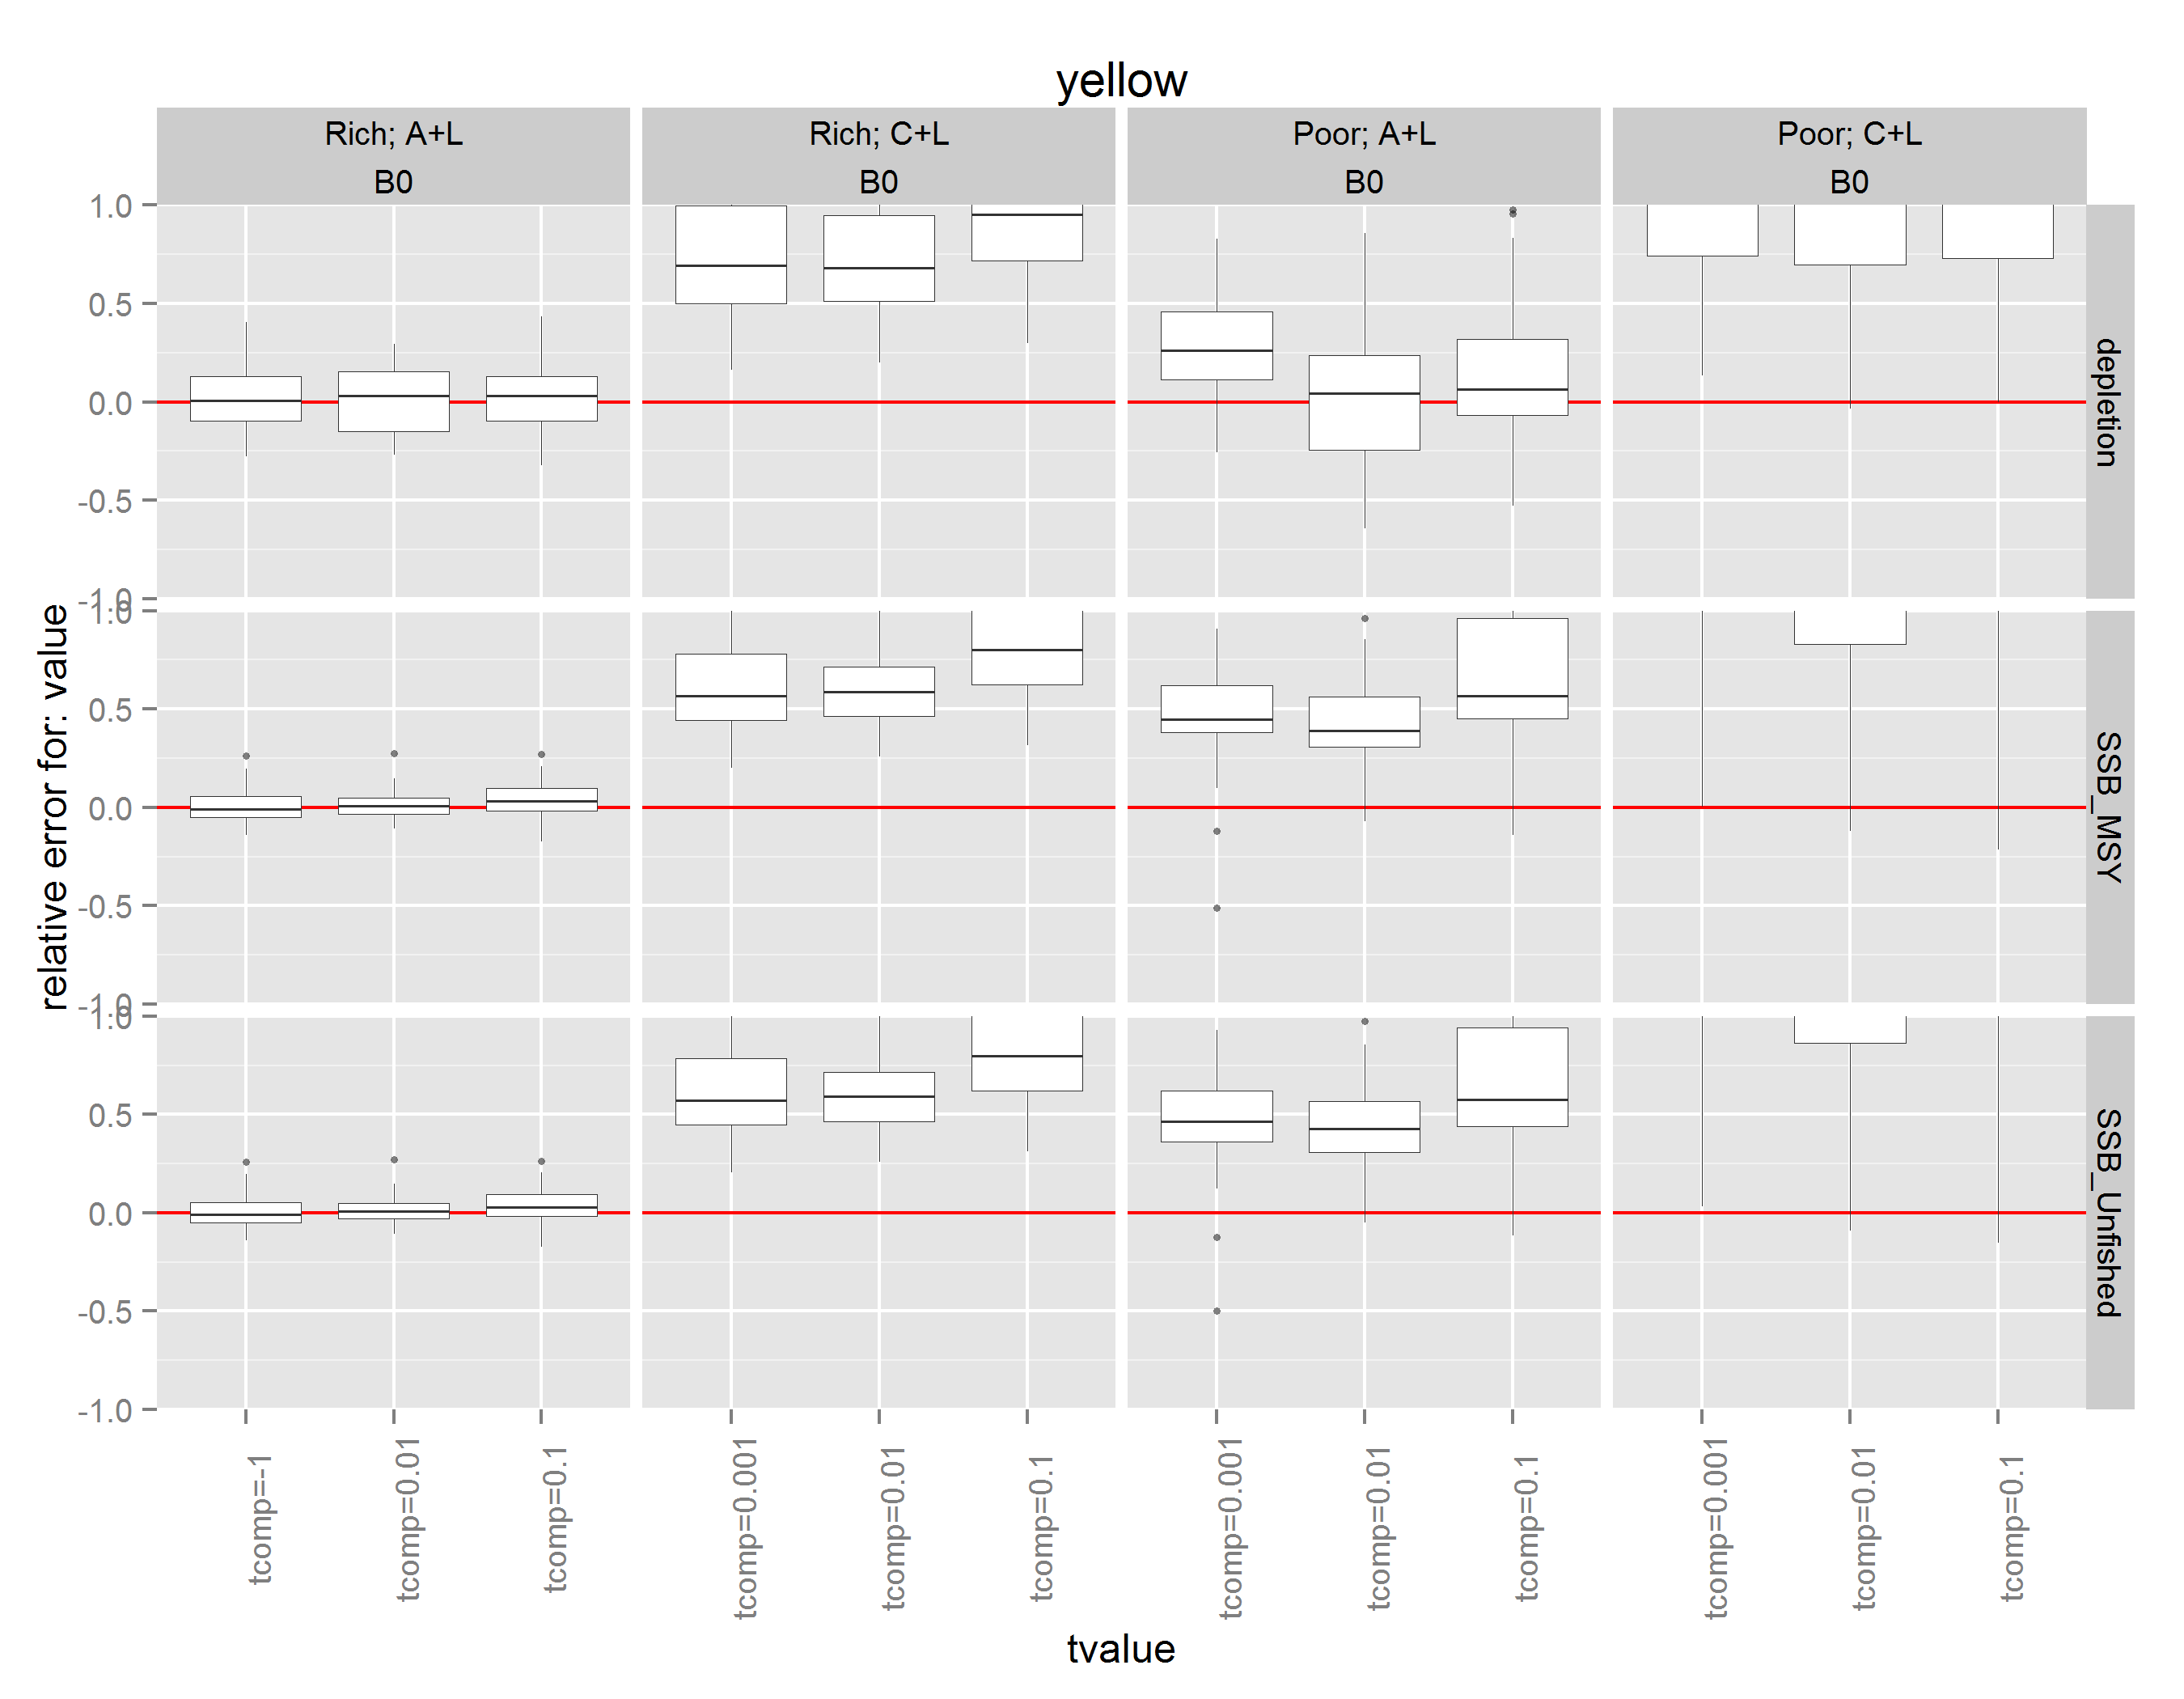 yellow
Rich; A+L
B0
Rich; C+L
B0
Poor; A+L
B0
Poor; C+L
B0
1.0
0.5
0.0
-0.5
-1.0
depletion
1.0
0.5
0.0
-0.5
-1.0
SSB_MSY
1.0
0.5
0.0
-0.5
-1.0
SSB_Unfished
relative error for: value
tcomp=-1
tcomp=0.01
tcomp=0.1
tcomp=0.001
tcomp=0.01
tcomp=0.1
tcomp=0.001
tcomp=0.01
tcomp=0.1
tcomp=0.001
tcomp=0.01
tcomp=0.1
tvalue